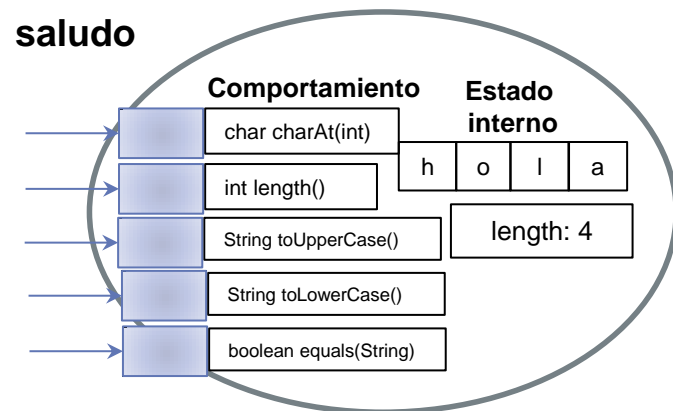 saludo
Comportamiento
Estado
interno
char charAt(int)
h o l a
int length()
length: 4
String toUpperCase()
String toLowerCase()
boolean equals(String)